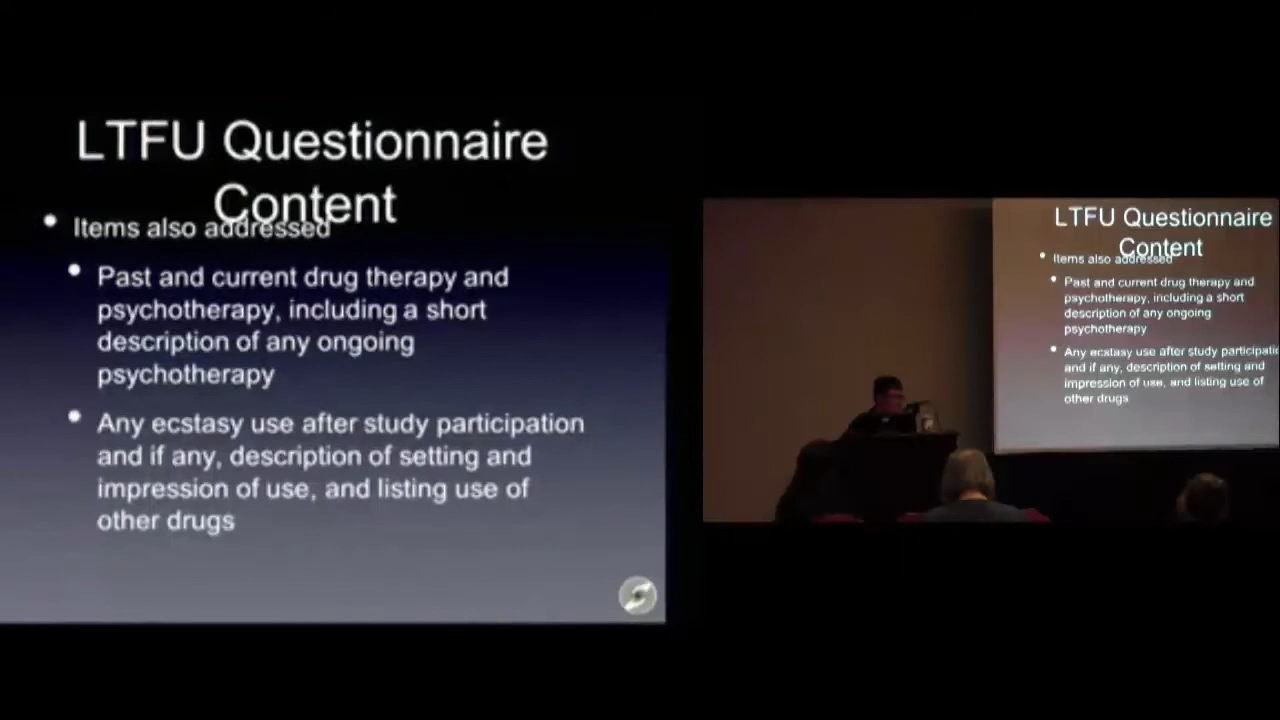 LTFU Questionnaire
Content
Items also addressed
Past and current drug therapy and
psychotherapy, including a short
description of any ongoing
psychotherapy
Any ecstasy use after study participation
and if any, description of setting and
impression of use, and listing use of
other drugs
LTFU Questionnaire
Content
Items also addressed
Past and current drug therapy and
psychotherapy, including a short
description of any ongoing
psychotherapy
Any ecstasy use after study
and if any, description of setting and
impression of use, and listing use of
other drugs